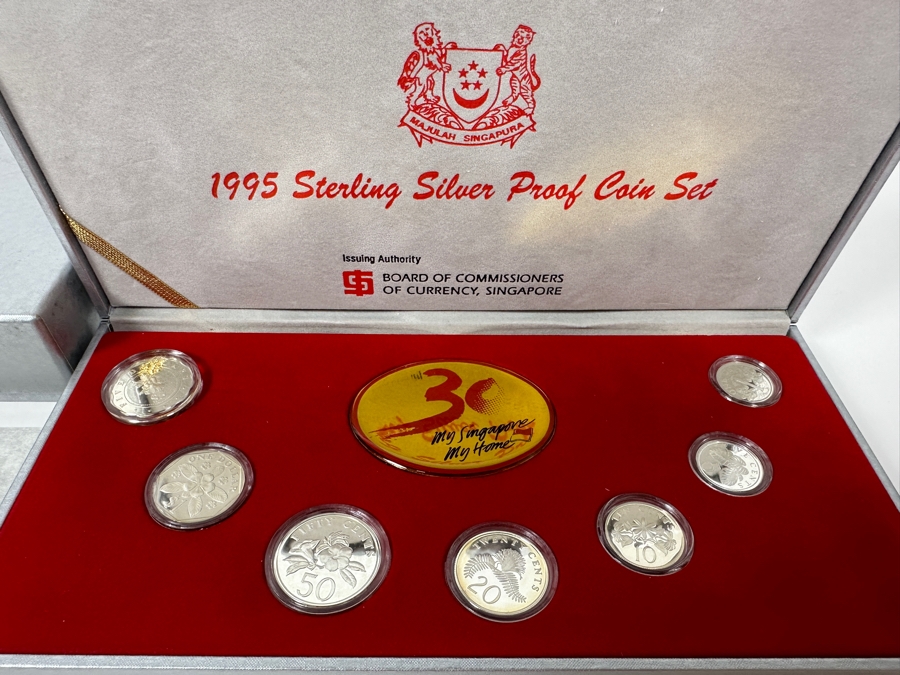 MAJULAH SINGAPURA
1995 Sterling Silver Proof Coin Set
Issuing Authority
BOARD OF COMMISSIONERS
OF CURRENCY, SINGAPORE
30
My Singapore
My Home
FIFTY CENTS
50
TWENTY CENTS
20
10
CENTS